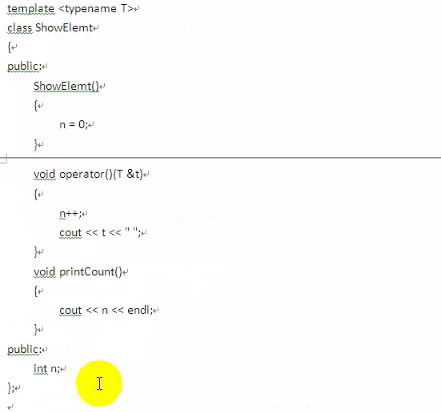 template <typename T>
class ShowElemt
{
public:
ShowElemt()
{
n = 0;
}
void operator()(T &t)
{
n++;
cout << t << " ";
}
void printCount()
{
cout << n << endl;
}
public:
int n;
};